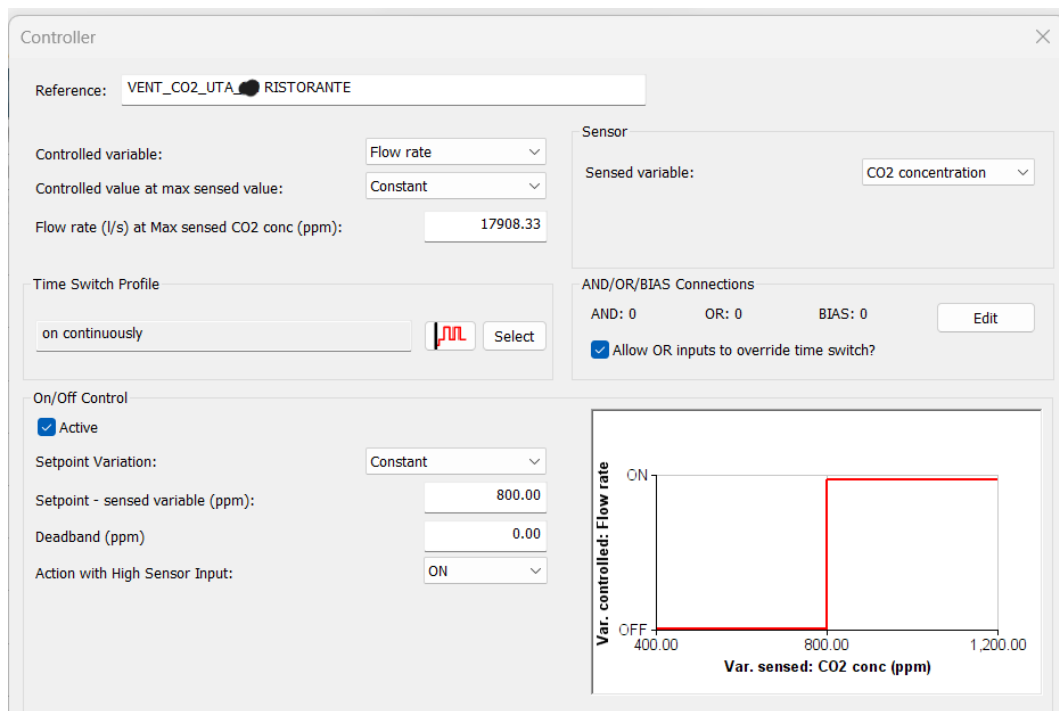 Controller
Reference: VENT_CO2_UTA_ RISTORANTE
Controlled variable: Flow rate
Controlled value at max sensed value: Constant
Flow rate (l/s) at Max sensed CO2 conc (ppm): 17908.33
Sensor
Sensed variable: CO2 concentration
Time Switch Profile
on continuously Select
AND/OR/BIAS Connections
AND: 0 OR: 0 BIAS: 0 Edit
Allow OR inputs to override time switch?
On/Off Control
Active
Setpoint Variation: Constant
Setpoint - sensed variable (ppm): 800.00
Deadband (ppm) 0.00
Action with High Sensor Input: ON
Var. controlled: Flow rate
ON
OFF
400.00 800.00 1,200.00
Var. sensed: CO2 conc (ppm)